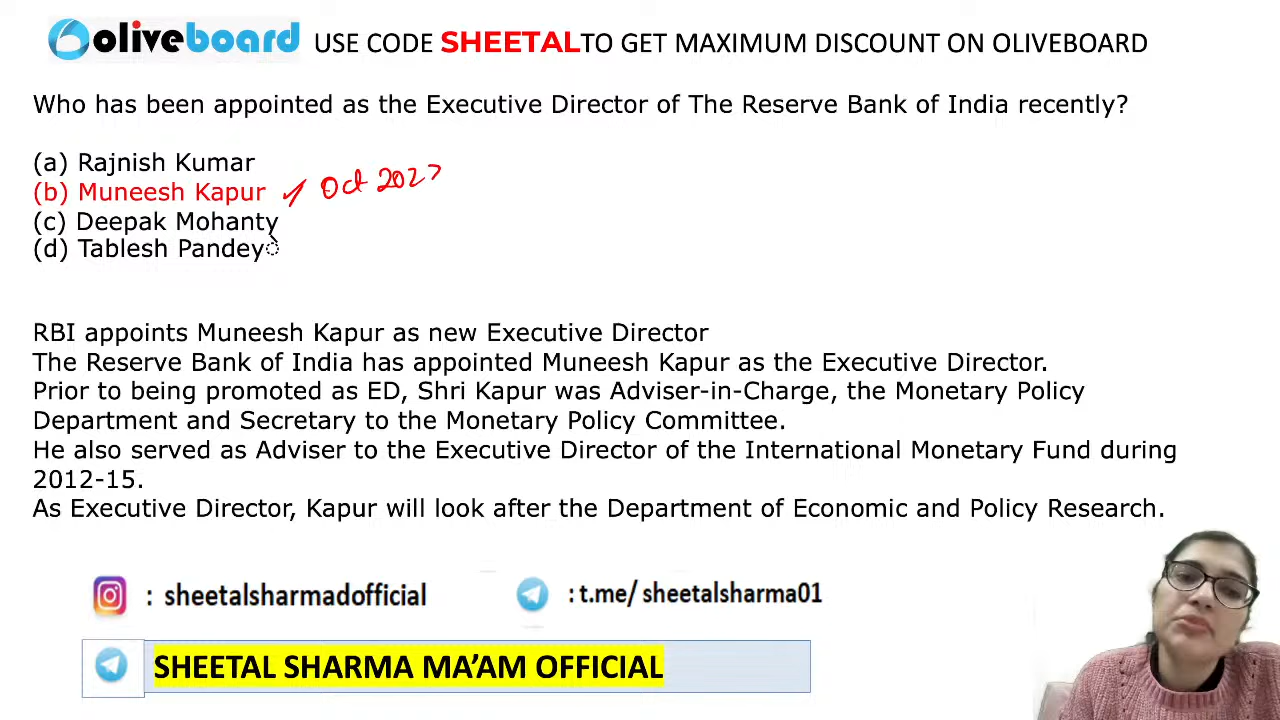 oliveboard USE CODE SHEETAL TO GET MAXIMUM DISCOUNT ON OLIVEBOARD
Who has been appointed as the Executive Director of The Reserve Bank of India recently?
(a) Rajnish Kumar
(b) Muneesh Kapur Oct 2023
(c) Deepak Mohanty
(d) Tablesh Pandeyे
RBI appoints Muneesh Kapur as new Executive Director
The Reserve Bank of India has appointed Muneesh Kapur as the Executive Director.
Prior to being promoted as ED, Shri Kapur was Adviser-in-Charge, the Monetary Policy
Department and Secretary to the Monetary Policy Committee.
He also served as Adviser to the Executive Director of the International Monetary Fund during
2012-15.
As Executive Director, Kapur will look after the Department of Economic and Policy Research.
: sheetalsharmadofficial : t.me/ sheetalsharma01
SHEETAL SHARMA MA’AM OFFICIAL